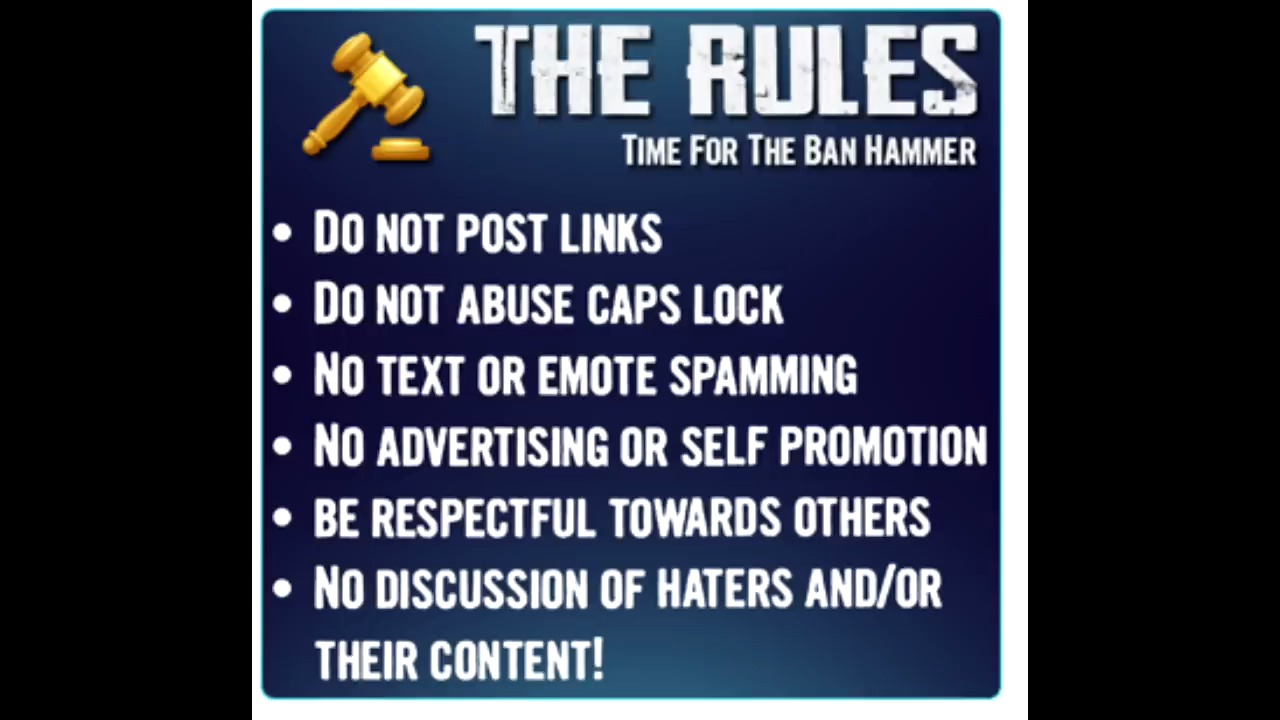 THE RULES
TIME FOR THE BAN HAMMER
• DO NOT POST LINKS
• DO NOT ABUSE CAPS LOCK
• NO TEXT OR EMOTE SPAMMING
• NO ADVERTISING OR SELF PROMOTION
• BE RESPECTFUL TOWARDS OTHERS
• NO DISCUSSION OF HATERS AND/OR
THEIR CONTENT!